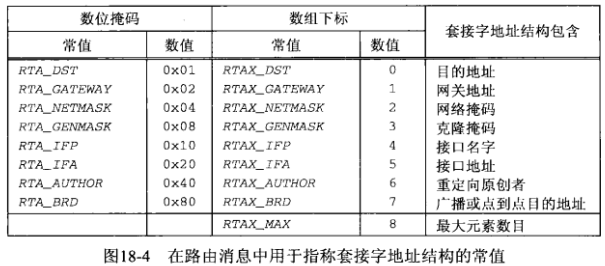 数位掩码 数组下标 套接字地址结构包含
常值 数值 常值 数值
RTA_DST 0x01 RTAX_DST 0 目的地址
RTA_GATEWAY 0x02 RTAX_GATEWAY 1 网关地址
RTA_NETMASK 0x04 RTAX_NETMASK 2 网络掩码
RTA_GENMASK 0x08 RTAX_GENMASK 3 克隆掩码
RTA_IFP 0x10 RTAX_IFP 4 接口名字
RTA_IFA 0x20 RTAX_IFA 5 接口地址
RTA_AUTHOR 0x40 RTAX_AUTHOR 6 重定向原创者
RTA_BRD 0x80 RTAX_BRD 7 广播或点到点目的地址
RTAX_MAX 8 最大元素数目
图18-4 在路由消息中用于指称套接字地址结构的常值